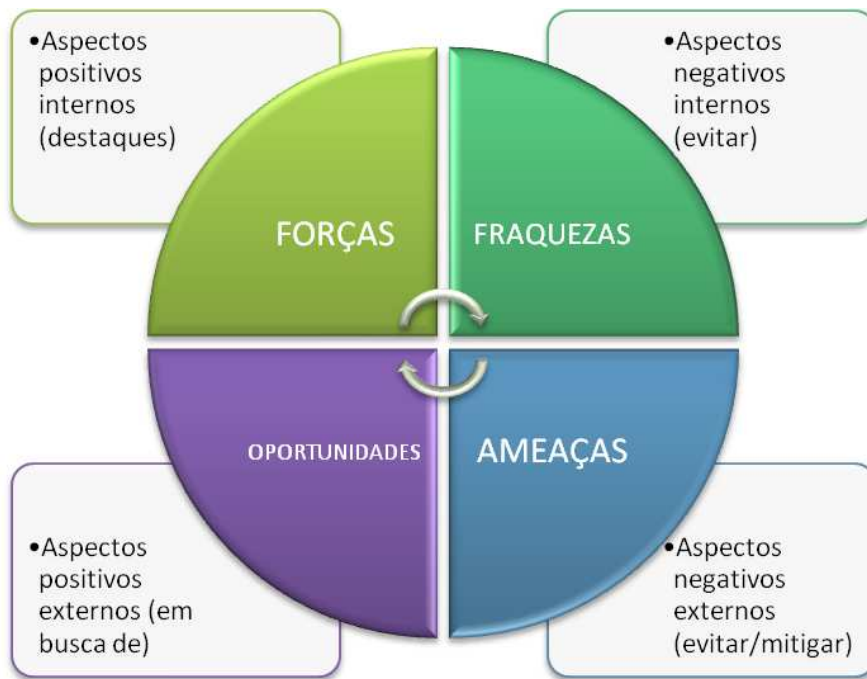 •Aspectos
positivos
internos
(destaques)
•Aspectos
negativos
internos
(evitar)
FORÇAS
FRAQUEZAS
OPORTUNIDADES
AMEAÇAS
•Aspectos
positivos
externos (em
busca de)
•Aspectos
negativos
externos
(evitar/mitigar)